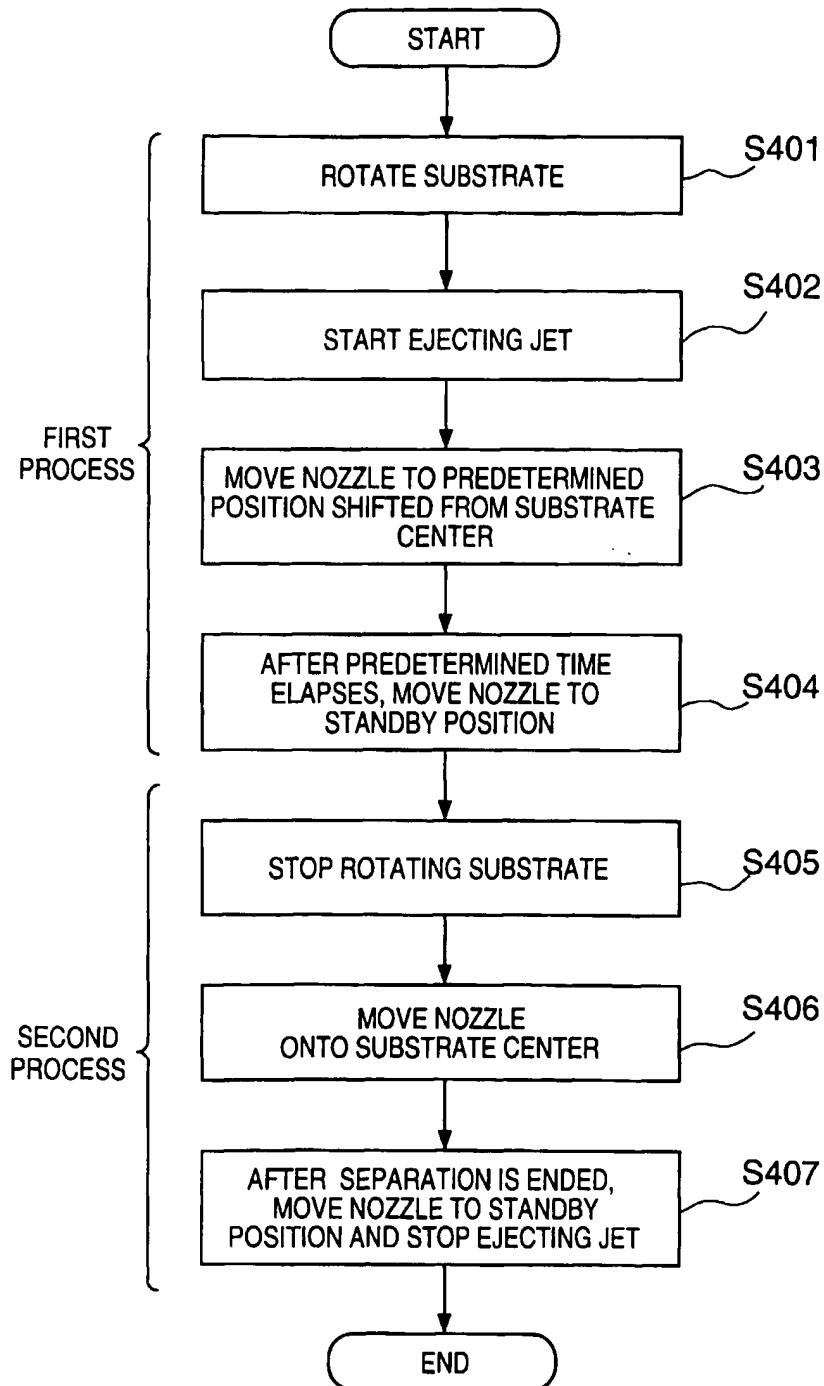 START
ROTATE SUBSTRATE
S401
START EJECTING JET
S402
FIRST
PROCESS
MOVE NOZZLE TO PREDETERMINED
POSITION SHIFTED FROM SUBSTRATE
CENTER
S403
AFTER PREDETERMINED TIME
ELAPSES, MOVE NOZZLE TO
STANDBY POSITION
S404
STOP ROTATING SUBSTRATE
S405
SECOND
PROCESS
MOVE NOZZLE
ONTO SUBSTRATE CENTER
S406
AFTER SEPARATION IS ENDED,
MOVE NOZZLE TO STANDBY
POSITION AND STOP EJECTING JET
S407
END